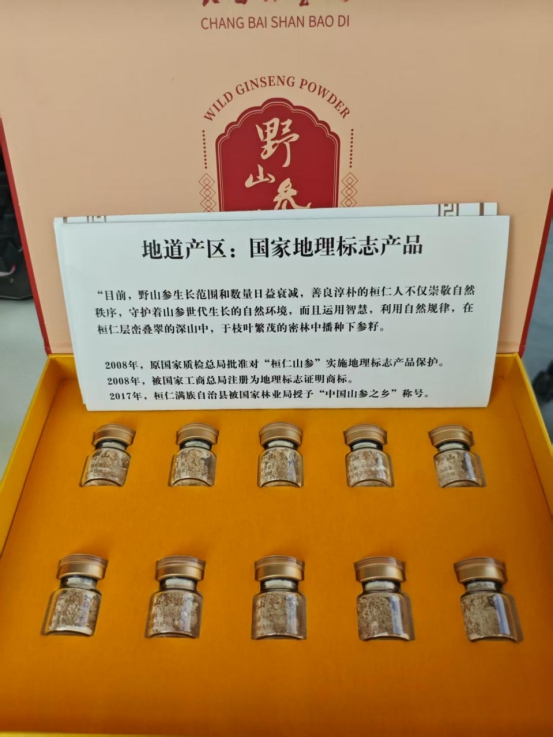 CHANG BAI SHAN BAO DI
WILD GINSENG POWDER
野
山
参
地道产区：国家地理标志产品
“目前，野山参生长范围和数量日益衰减，善良淳朴的桓仁人不仅崇敬自然
秩序，守护着山参世代生长的自然环境，而且运用智慧，利用自然规律，在
桓仁层峦叠翠的深山中，于枝叶繁茂的密林中播种下参籽。
2008年，原国家质检总局批准对“桓仁山参”实施地理标志产品保护。
2008年，被国家工商总局注册为地理标志证明商标。
2017年，桓仁满族自治县被国家林业局授予“中国山参之乡”称号。